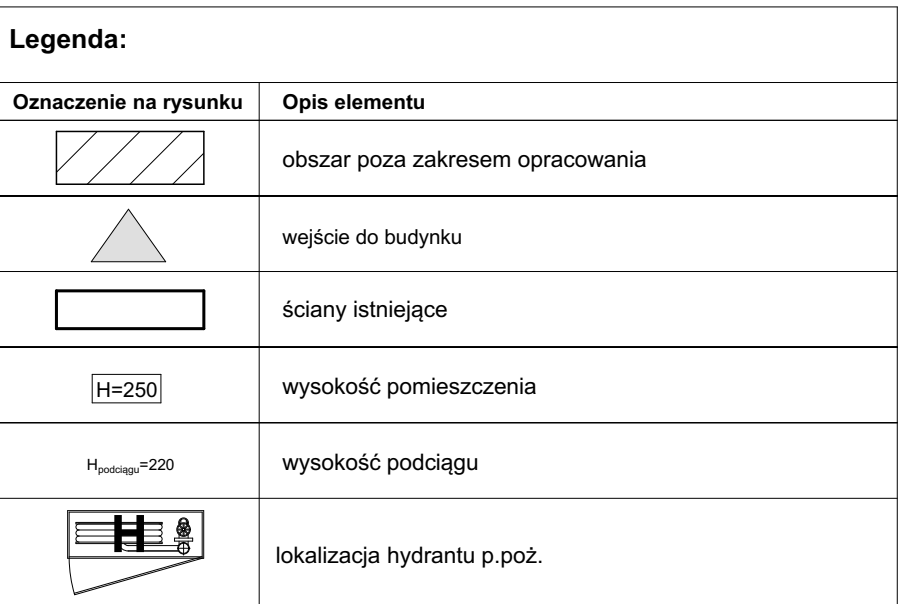 Legenda:
Oznaczenie na rysunku Opis elementu
obszar poza zakresem opracowania
wejście do budynku
ściany istniejące
H=250 wysokość pomieszczenia
Hpodciągu=220 wysokość podciągu
H lokalizacja hydrantu p.poż.